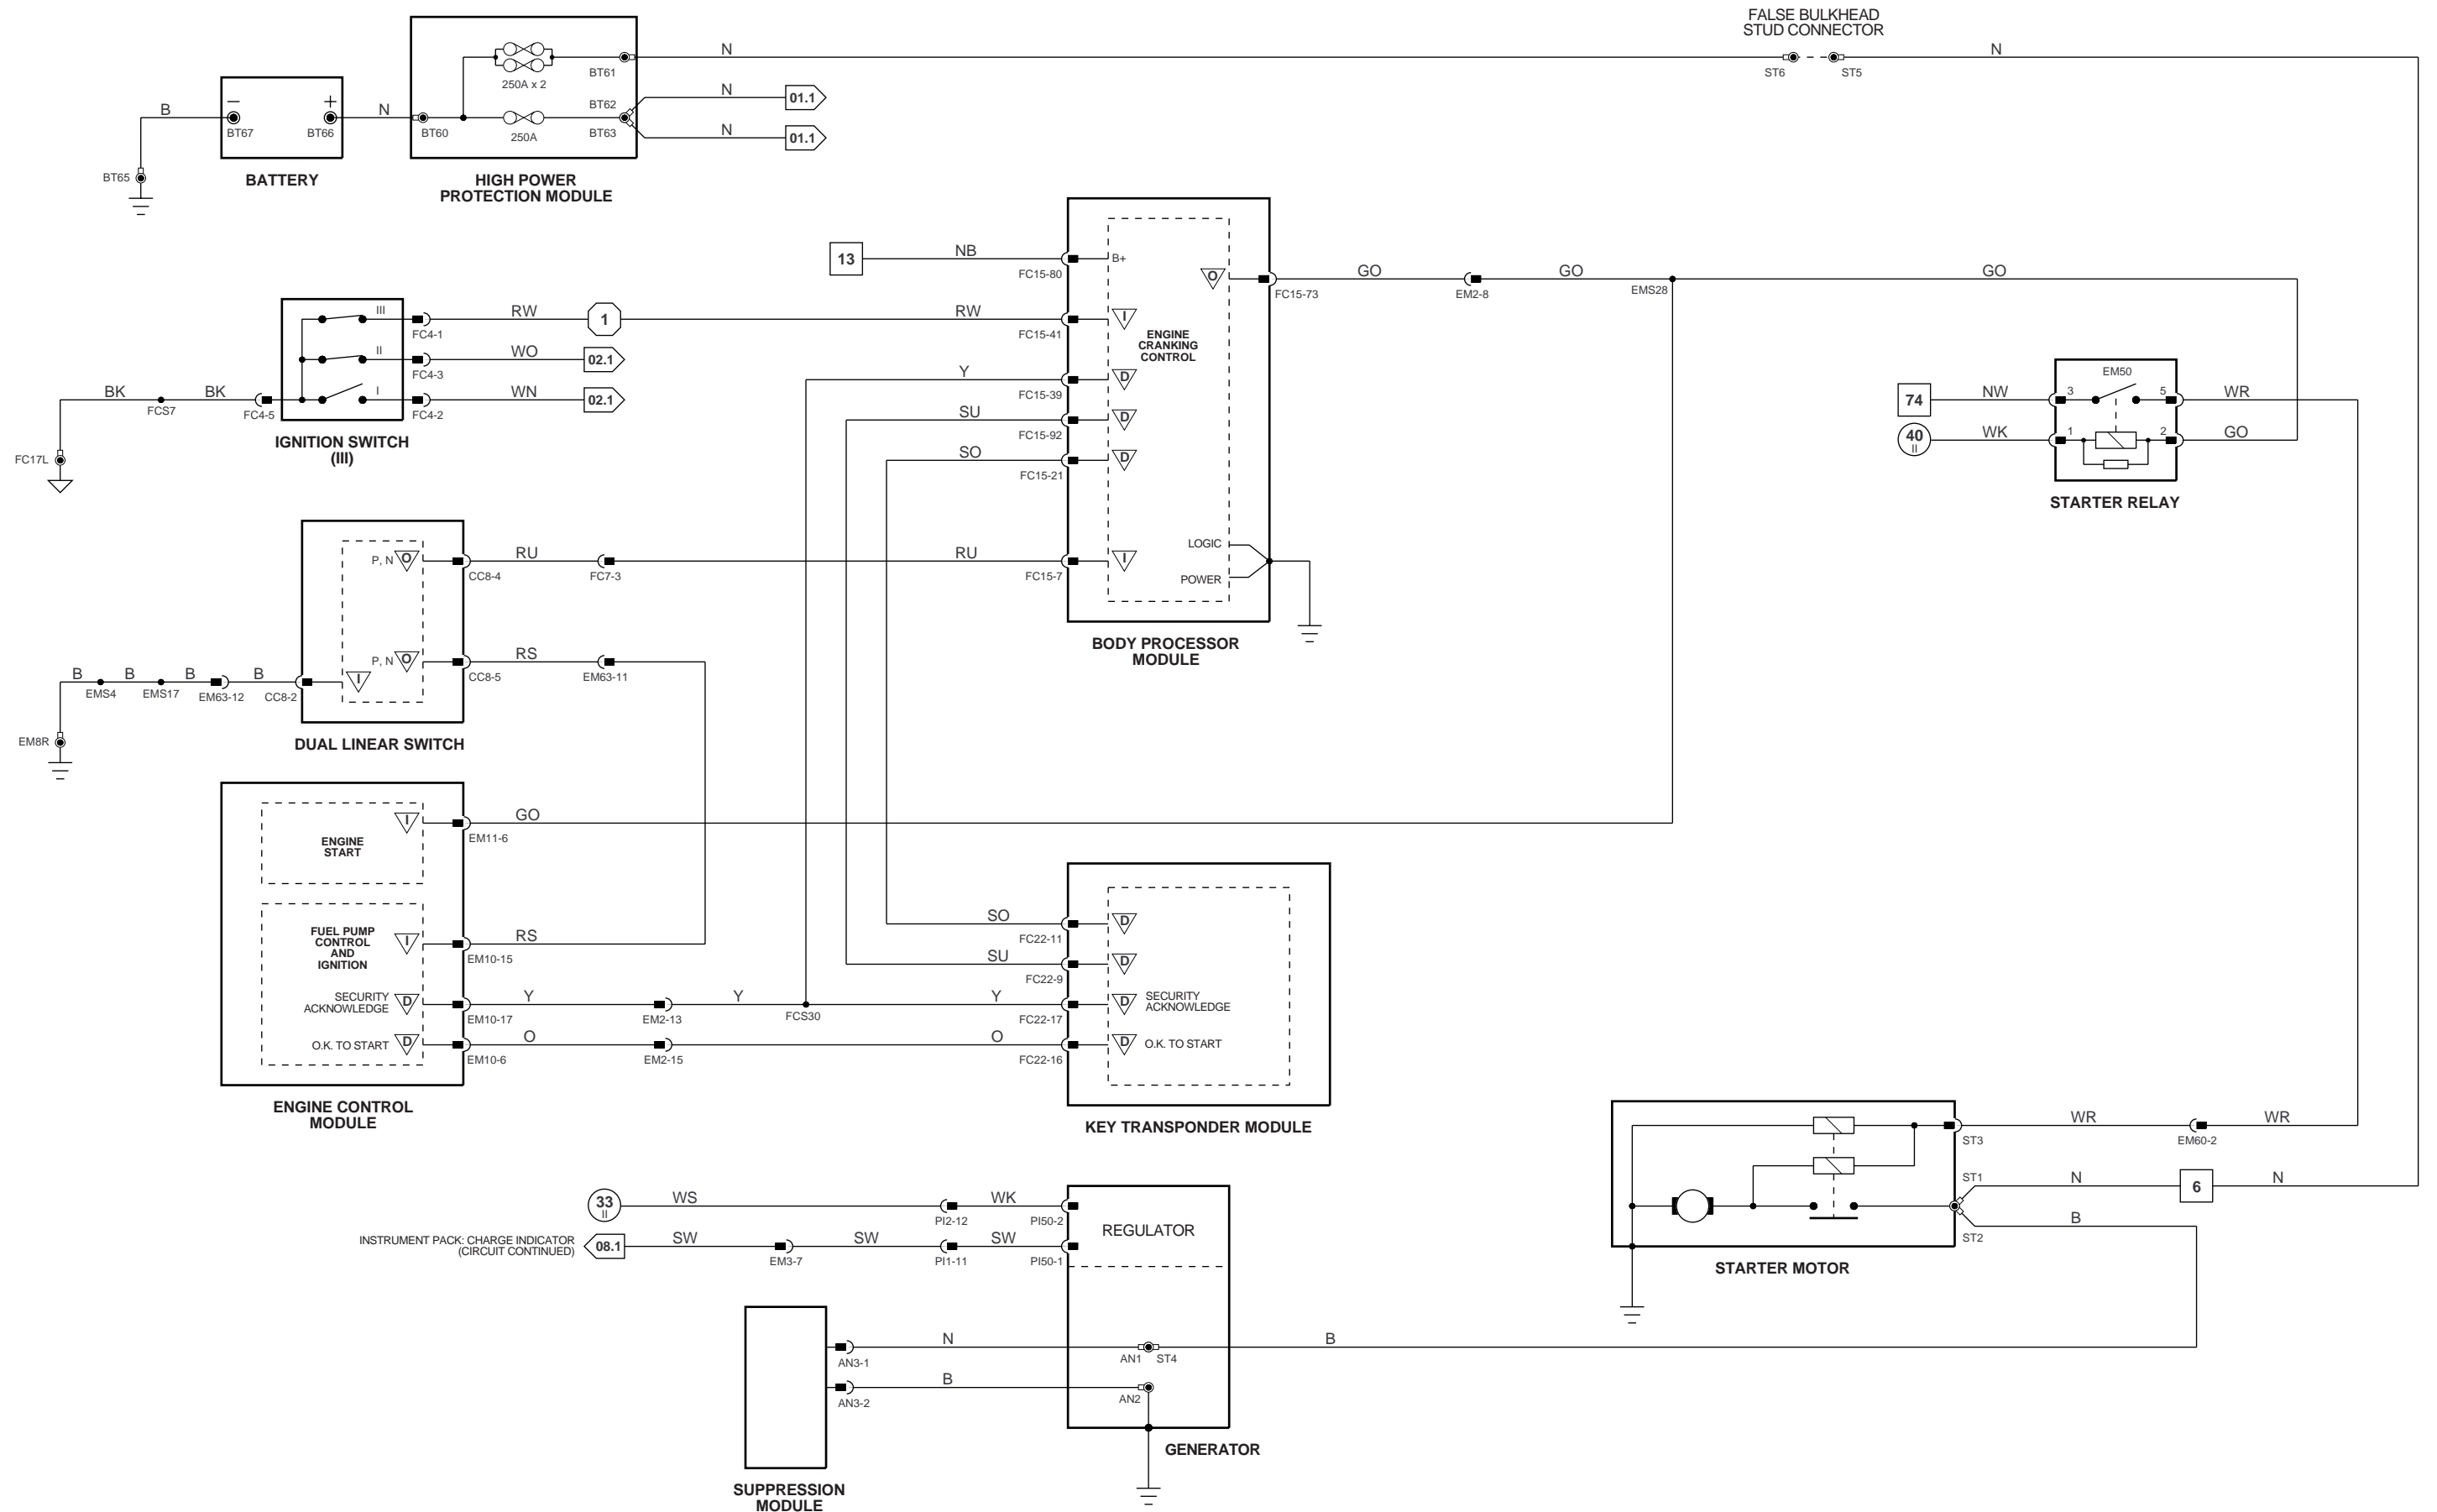 FALSE BULKHEAD
STUD CONNECTOR
N
N
ST6
ST5
250A x 2
BT61
N
BT62
01.1
B
–
+
N
BT67
BT66
BT60
250A
BT63
N
01.1
BT65
BATTERY
HIGH POWER
PROTECTION MODULE
13
NB
FC15-80
B+
O
FC15-73
GO
EM2-8
GO
EMS28
GO
III
FC4-1
RW
1
RW
FC15-41
I
ENGINE
CRANKING
CONTROL
II
FC4-3
WO
02.1
Y
FC15-39
D
BK
FCS7
BK
FC4-5
I
FC4-2
WN
02.1
SU
FC15-92
D
SO
FC15-21
D
IGNITION SWITCH
(III)
FC17L
EM50
74
NW
3
5
WR
40
II
WK
1
2
GO
STARTER RELAY
P, N
O
CC8-4
RU
FC7-3
RU
FC15-7
I
LOGIC
POWER
BODY PROCESSOR
MODULE
P, N
O
CC8-5
RS
EM63-11
B
EMS4
B
EMS17
B
EM63-12
B
CC8-2
I
EM8R
DUAL LINEAR SWITCH
ENGINE
START
I
EM11-6
GO
FUEL PUMP
CONTROL
AND
IGNITION
I
EM10-15
RS
SECURITY
ACKNOWLEDGE
D
EM10-17
Y
EM2-13
Y
FCS30
Y
FC22-17
D
SECURITY
ACKNOWLEDGE
O.K. TO START
D
EM10-6
O
EM2-15
O
FC22-16
D
O.K. TO START
SO
FC22-11
D
SU
FC22-9
D
ENGINE CONTROL
MODULE
KEY TRANSPONDER MODULE
ST3
WR
EM60-2
WR
ST1
N
6
N
B
ST2
STARTER MOTOR
33
II
WS
PI2-12
WK
PI50-2
REGULATOR
INSTRUMENT PACK: CHARGE INDICATOR
(CIRCUIT CONTINUED)
08.1
SW
EM3-7
SW
PI1-11
SW
PI50-1
AN3-1
N
AN1
ST4
B
AN3-2
B
AN2
GENERATOR
SUPPRESSION
MODULE